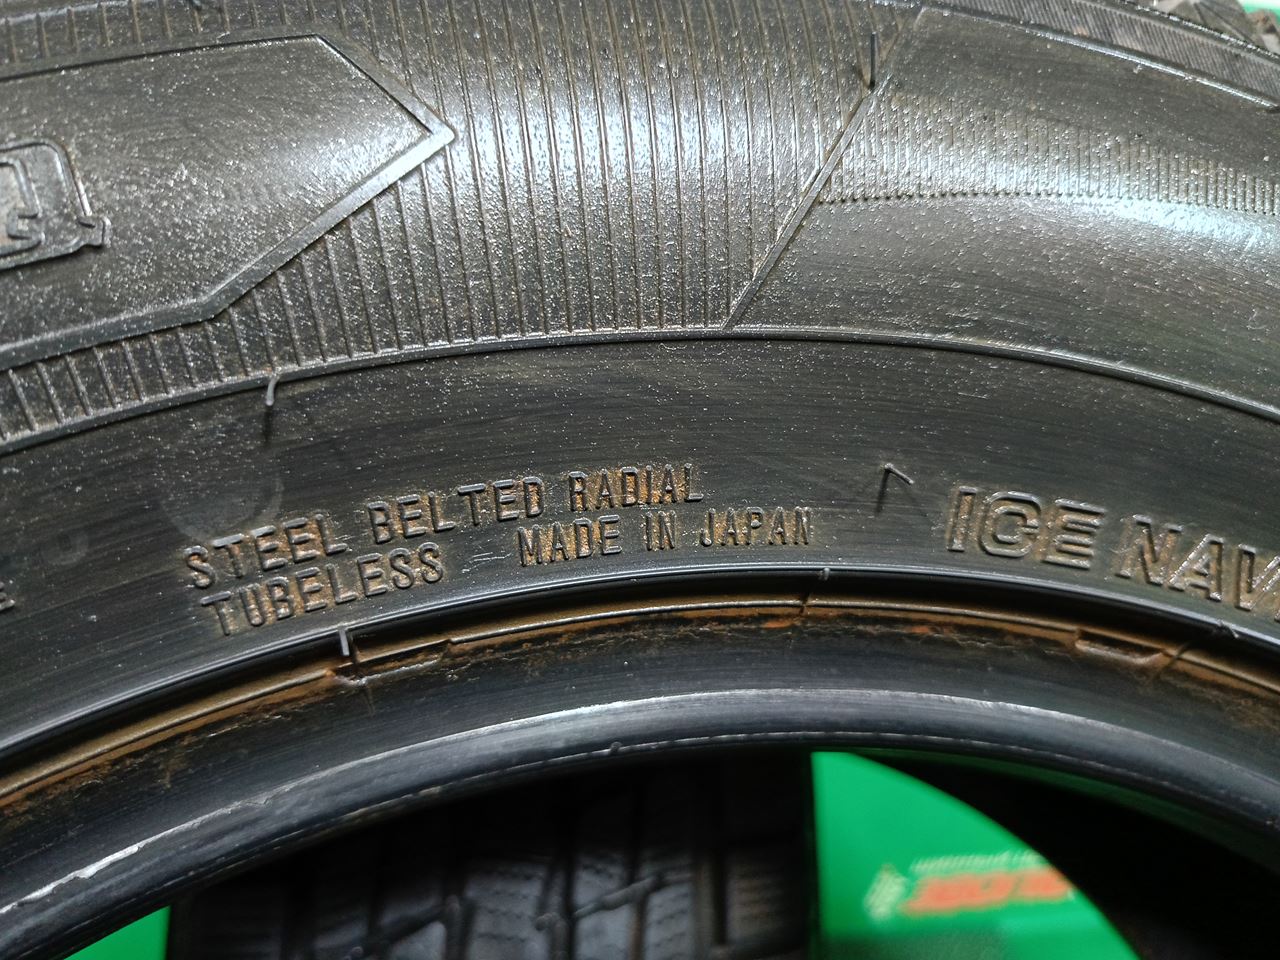 STEEL BELTED RADIAL
TUBELESS MADE IN JAPAN
ICE NAV